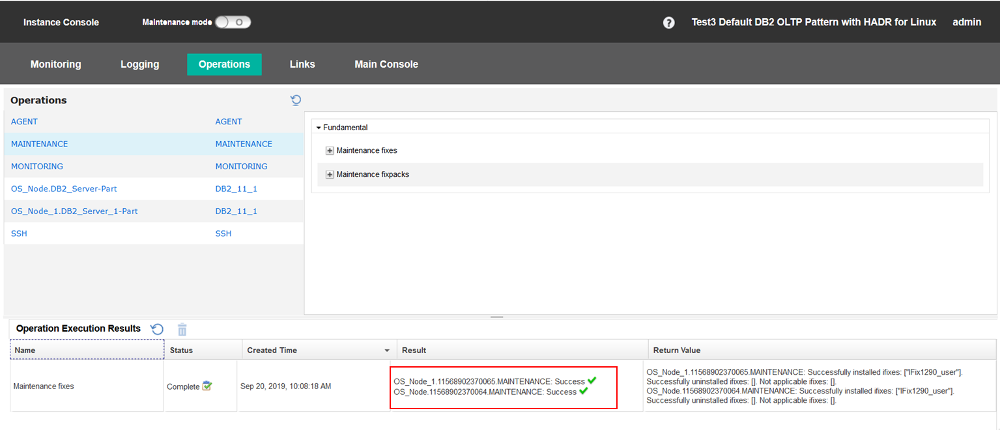 Instance Console Maintenance mode Test3 Default DB2 OLTP Pattern with HADR for Linux admin
Monitoring Logging Operations Links Main Console
Operations
AGENT AGENT
MAINTENANCE MAINTENANCE
MONITORING MONITORING
OS_Node.DB2_Server-Part DB2_11_1
OS_Node_1.DB2_Server_1-Part DB2_11_1
SSH SSH
Fundamental
Maintenance fixes
Maintenance fixpacks
Operation Execution Results
Name Status Created Time Result Return Value
Maintenance fixes
Complete
Sep 20, 2019, 10:08:18 AM
OS_Node_1.11568902370065.MAINTENANCE: Success
OS_Node.11568902370064.MAINTENANCE: Success
OS_Node_1.11568902370065.MAINTENANCE: Successfully installed ifixes: ["IFix1290_user"].
Successfully uninstalled ifixes: []. Not applicable ifixes: [].
OS_Node.11568902370064.MAINTENANCE: Successfully installed ifixes: ["IFix1290_user"].
Successfully uninstalled ifixes: []. Not applicable ifixes: [].